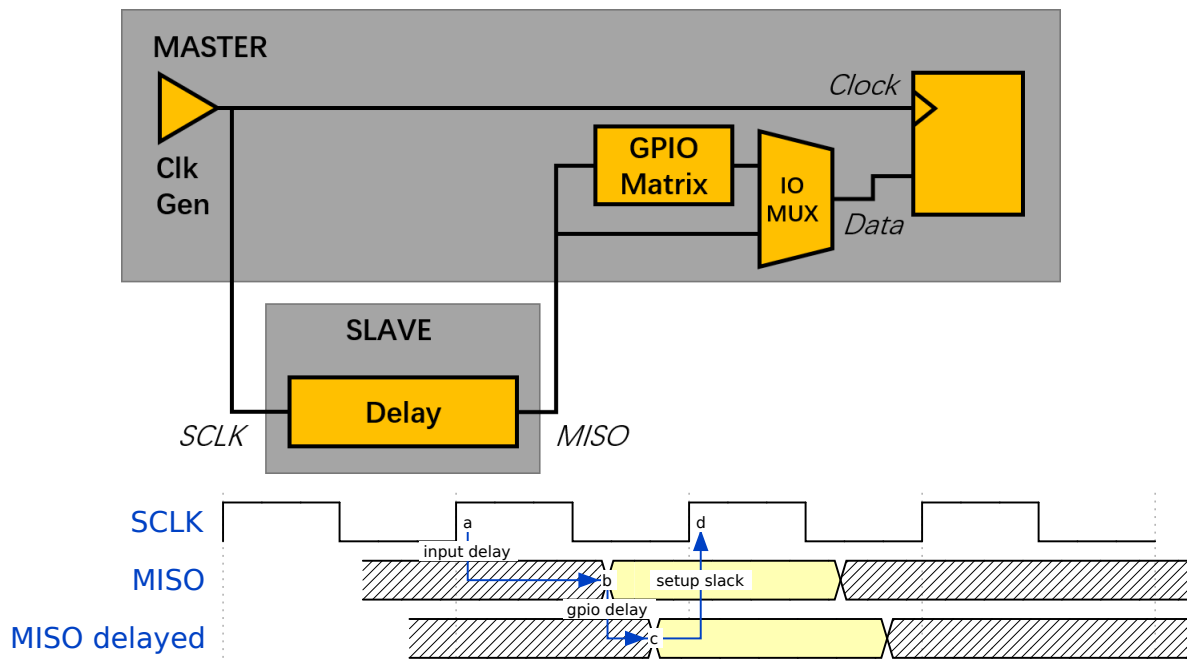 MASTER
Clock
Clk
Gen
GPIO
Matrix
IO
MUX
Data
SLAVE
Delay
SCLK
MISO
SCLK
a
d
input delay
MISO
b
setup slack
gpio delay
MISO delayed
c